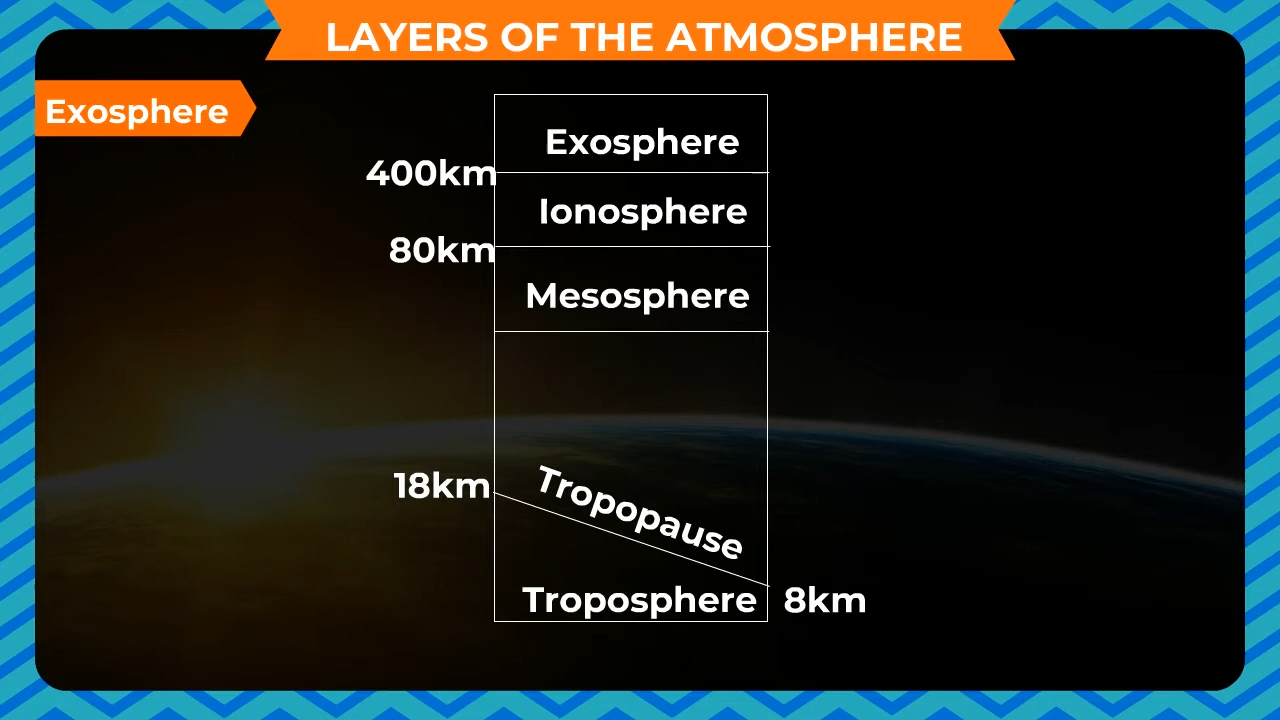 LAYERS OF THE ATMOSPHERE
Exosphere
Exosphere
400km
Ionosphere
80km
Mesosphere
18km
Tropopause
Troposphere
8km